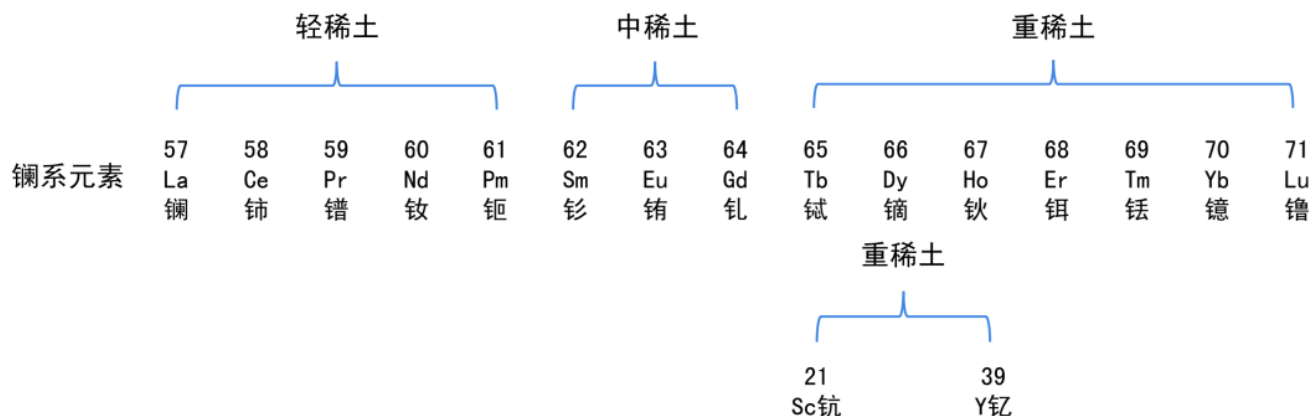 轻稀土 中稀土 重稀土
57 58 59 60 61 62 63 64 65 66 67 68 69 70 71
镧系元素 La Ce Pr Nd Pm Sm Eu Gd Tb Dy Ho Er Tm Yb Lu
镧 铈 镨 钕 钷 钐 铕 钆 铽 镝 钬 铒 铥 镱 镥
重稀土
21 39
Sc钪 Y钇